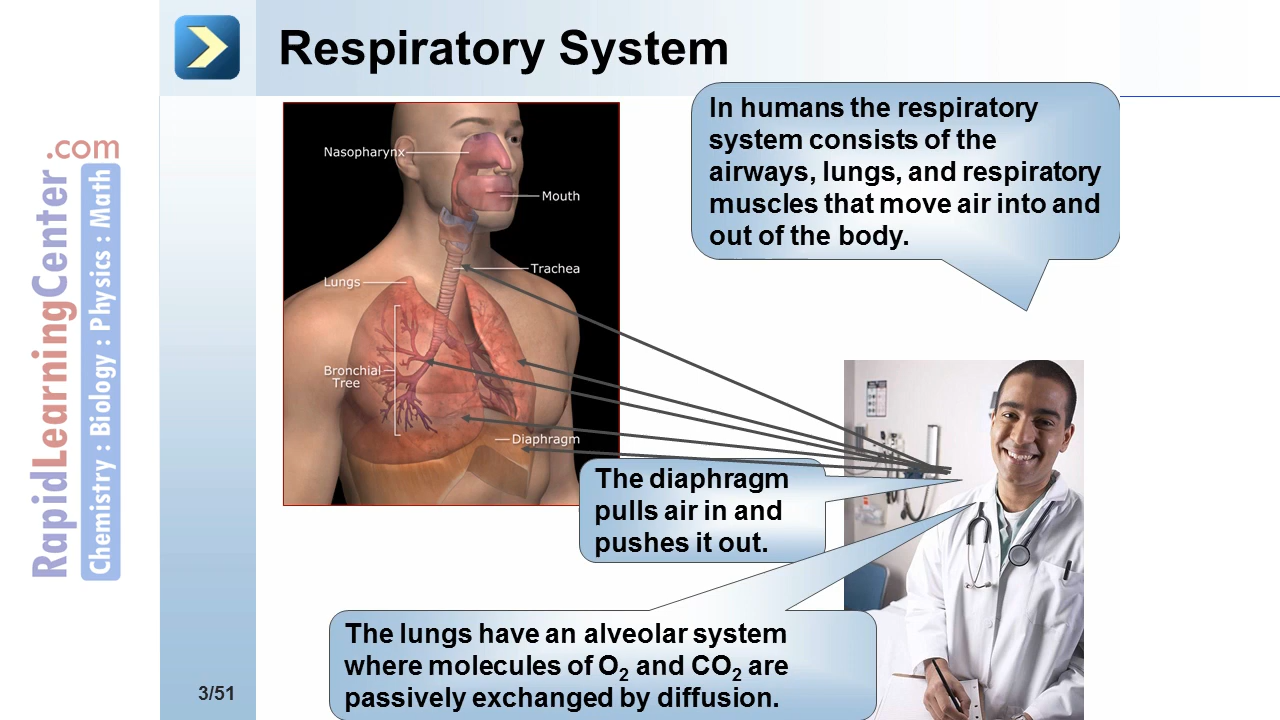 Respiratory System
RapidLearningCenter.com
Chemistry : Biology : Physics : Math
Nasopharynx
Mouth
Trachea
Lungs
Bronchial
Tree
Diaphragm
In humans the respiratory
system consists of the
airways, lungs, and respiratory
muscles that move air into and
out of the body.
The diaphragm
pulls air in and
pushes it out.
The lungs have an alveolar system
where molecules of O₂ and CO₂ are
passively exchanged by diffusion.
3/51